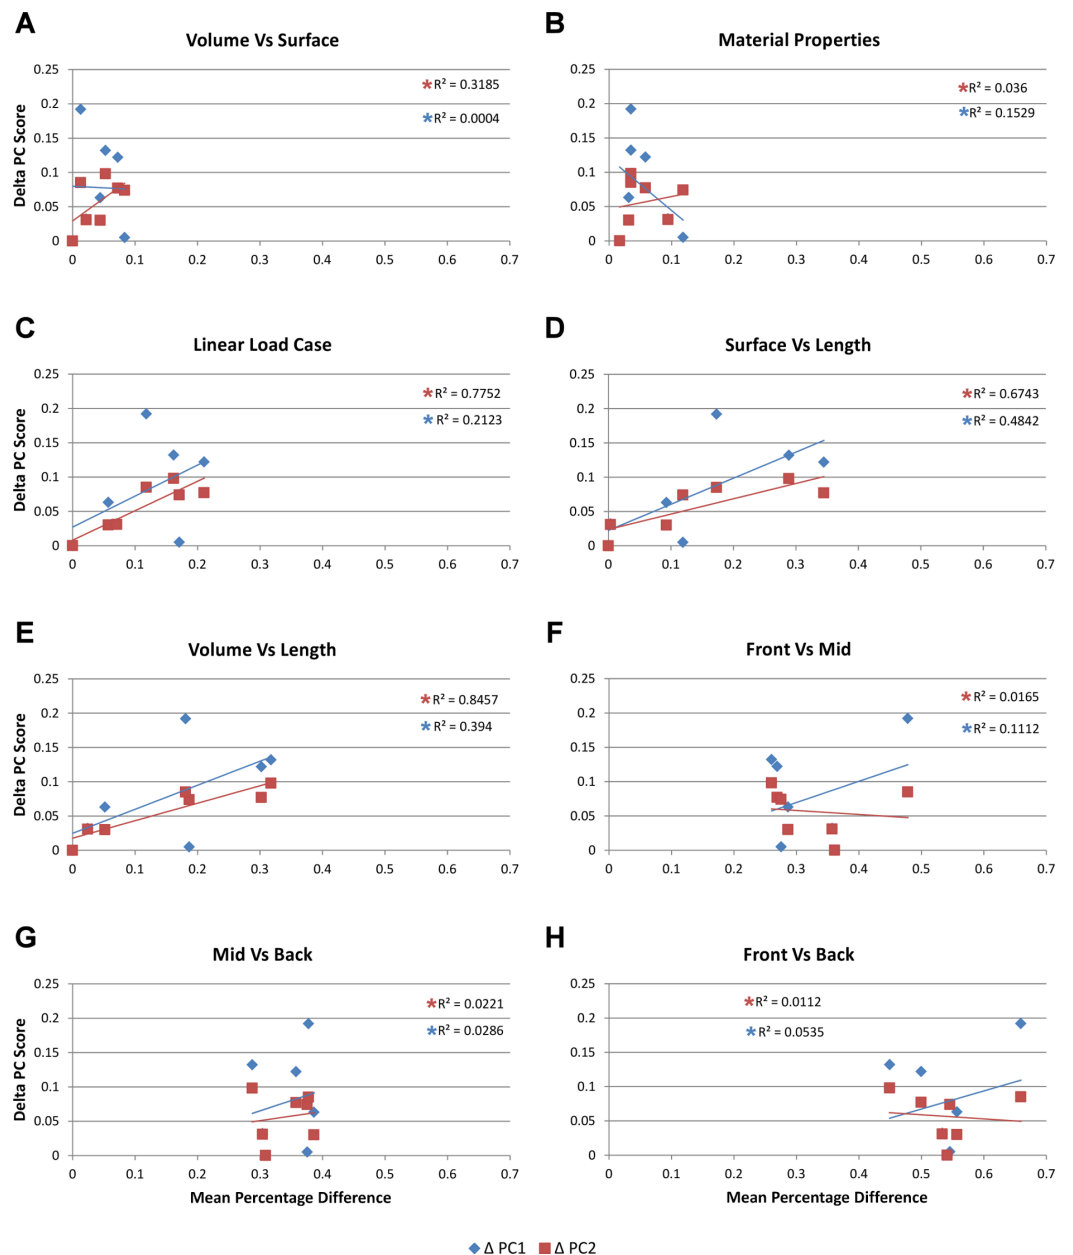 A
Volume Vs Surface
Delta PC Score
0.25
0.2
0.15
0.1
0.05
0
0 0.1 0.2 0.3 0.4 0.5 0.6 0.7
*R² = 0.3185
*R² = 0.0004
B
Material Properties
0.25
0.2
0.15
0.1
0.05
0
0 0.1 0.2 0.3 0.4 0.5 0.6 0.7
*R² = 0.036
*R² = 0.1529
C
Linear Load Case
Delta PC Score
0.25
0.2
0.15
0.1
0.05
0
0 0.1 0.2 0.3 0.4 0.5 0.6 0.7
*R² = 0.7752
* R² = 0.2123
D
Surface Vs Length
0.25
0.2
0.15
0.1
0.05
0
0 0.1 0.2 0.3 0.4 0.5 0.6 0.7
*R² = 0.6743
*R² = 0.4842
E
Volume Vs Length
Delta PC Score
0.25
0.2
0.15
0.1
0.05
0
0 0.1 0.2 0.3 0.4 0.5 0.6 0.7
*R² = 0.8457
*R² = 0.394
F
Front Vs Mid
0.25
0.2
0.15
0.1
0.05
0
0 0.1 0.2 0.3 0.4 0.5 0.6 0.7
*R² = 0.0165
*R² = 0.1112
G
Mid Vs Back
Delta PC Score
0.25
0.2
0.15
0.1
0.05
0
0 0.1 0.2 0.3 0.4 0.5 0.6 0.7
*R² = 0.0221
*R² = 0.0286
Mean Percentage Difference
H
Front Vs Back
0.25
0.2
0.15
0.1
0.05
0
0 0.1 0.2 0.3 0.4 0.5 0.6 0.7
*R² = 0.0112
*R² = 0.0535
Mean Percentage Difference
Δ PC1 Δ PC2